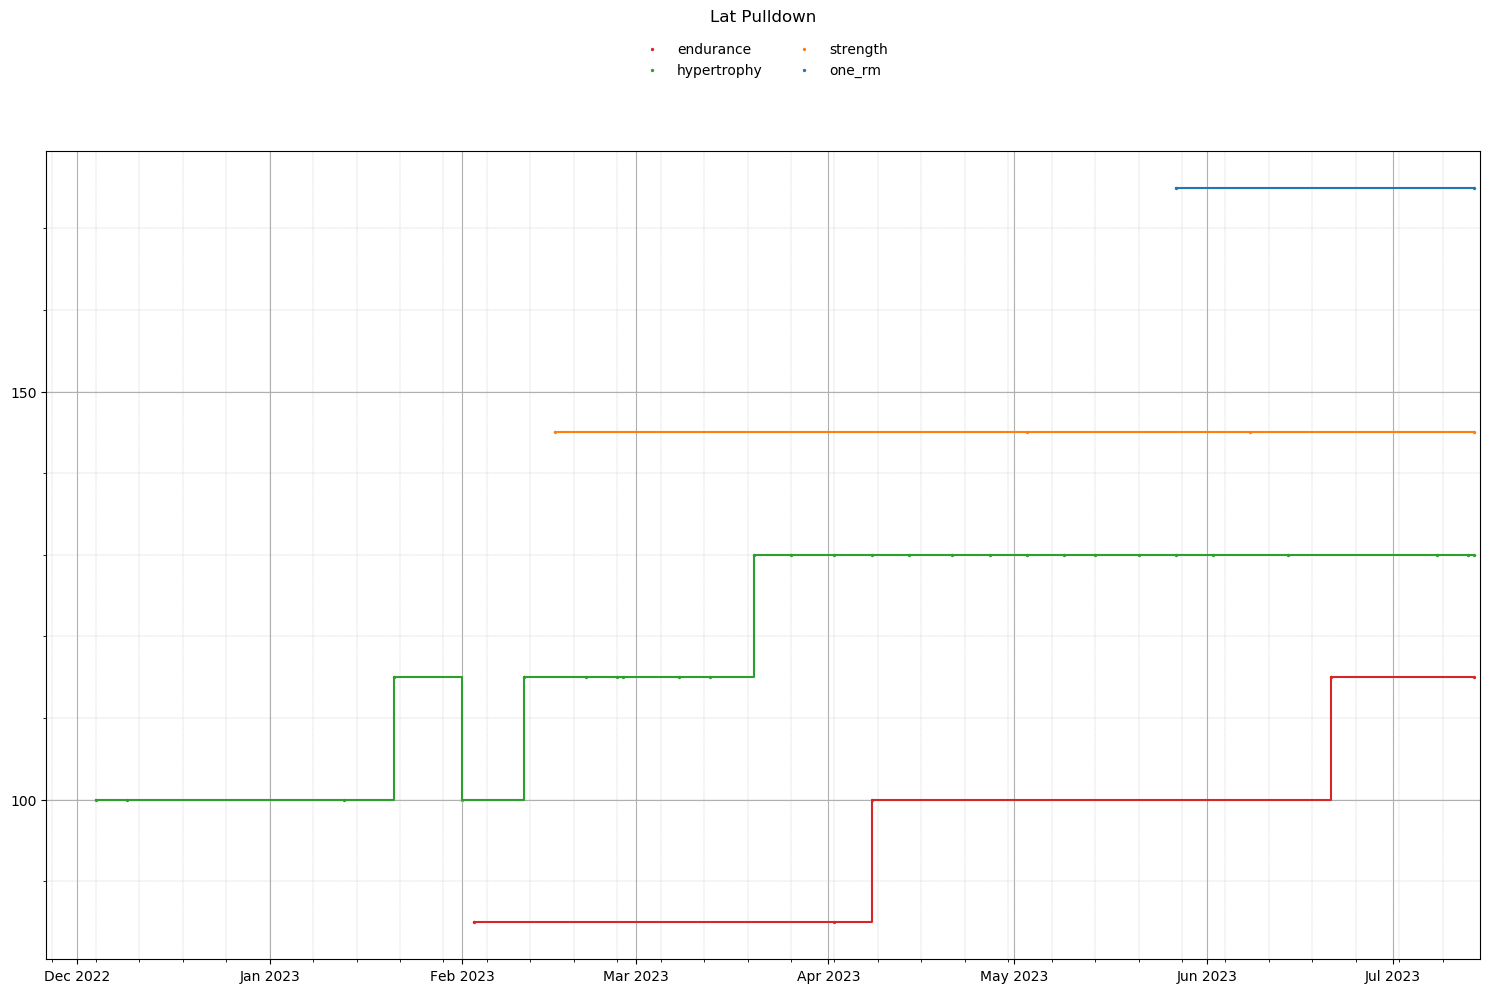 Lat Pulldown
endurance strength
hypertrophy one_rm
150
100
Dec 2022 Jan 2023 Feb 2023 Mar 2023 Apr 2023 May 2023 Jun 2023 Jul 2023